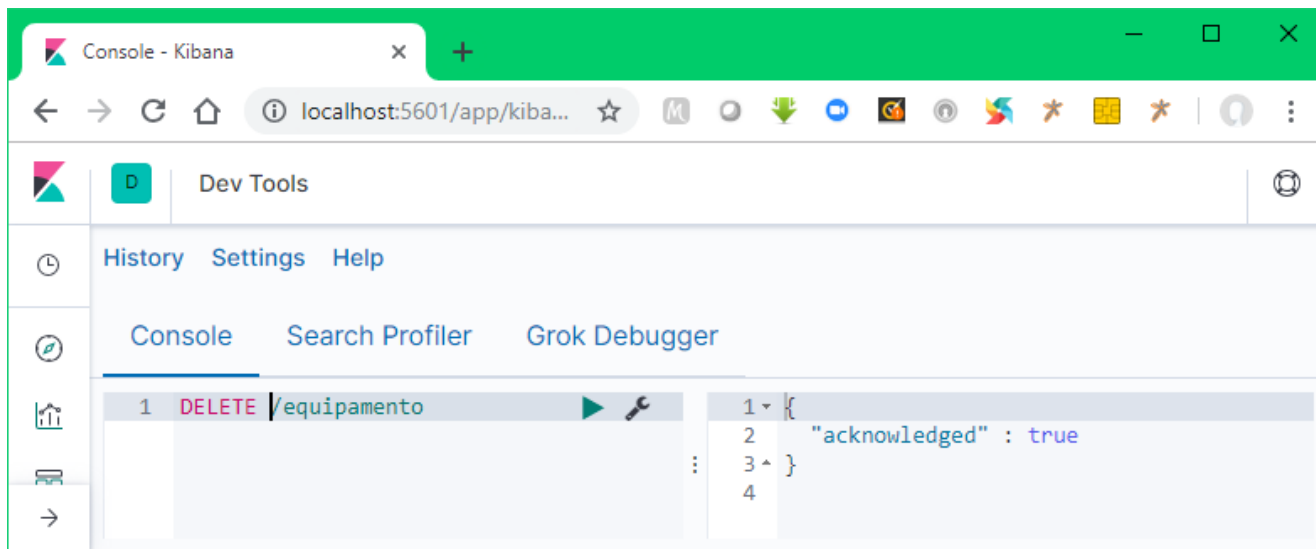 Console - Kibana
localhost:5601/app/kiba...
D Dev Tools
History Settings Help
Console Search Profiler Grok Debugger
1 DELETE /equipamento
1 {
2 "acknowledged" : true
3 }
4